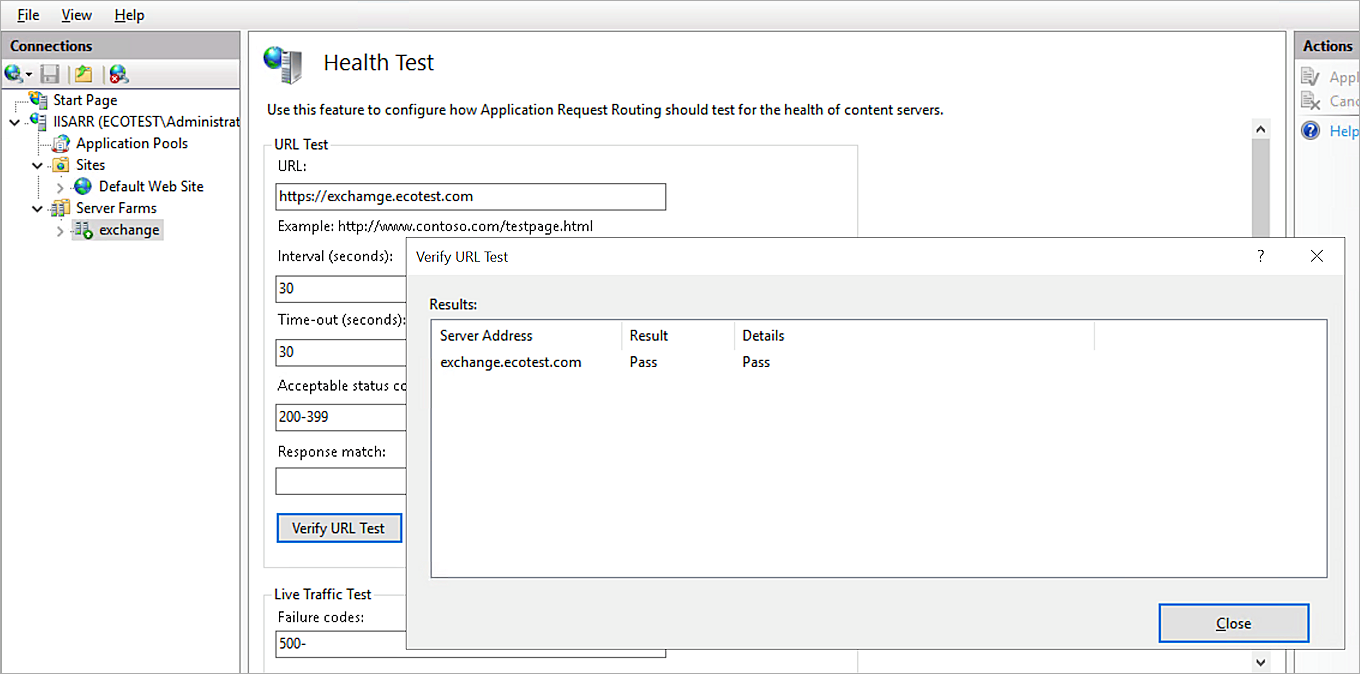 File View Help
Connections
Start Page
IISARR (ECOTEST\Administrat
Application Pools
Sites
Default Web Site
Server Farms
exchange
Health Test
Use this feature to configure how Application Request Routing should test for the health of content servers.
URL Test
URL:
https://exchamge.ecotest.com
Example: http://www.contoso.com/testpage.html
Interval (seconds):
30
Time-out (seconds):
30
Acceptable status co
200-399
Response match:
Verify URL Test
Live Traffic Test
Failure codes:
500-
Verify URL Test ?
Results:
Server Address Result Details
exchange.ecotest.com Pass Pass
Close
Actions
Appl
Canc
Help